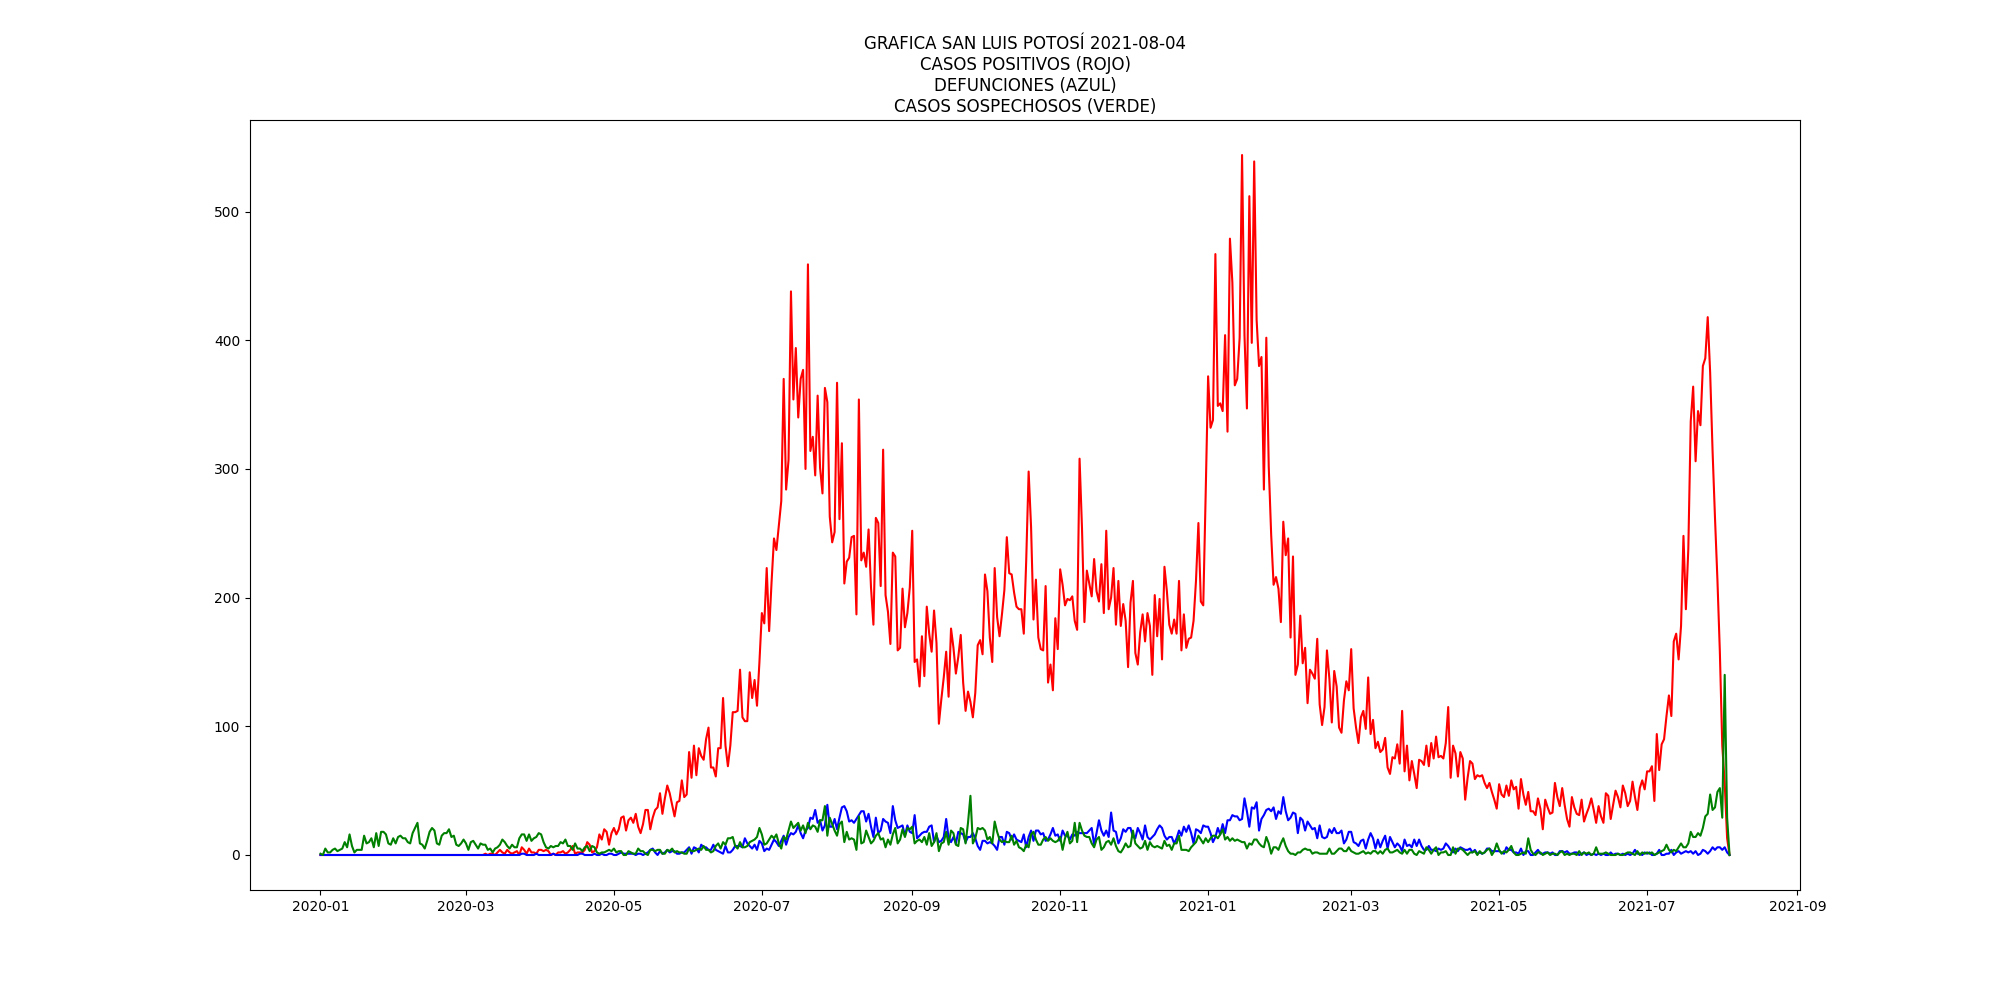 GRAFICA SAN LUIS POTOSÍ 2021-08-04
CASOS POSITIVOS (ROJO)
DEFUNCIONES (AZUL)
CASOS SOSPECHOSOS (VERDE)
500
400
300
200
100
0
2020-01 2020-03 2020-05 2020-07 2020-09 2020-11 2021-01 2021-03 2021-05 2021-07 2021-09